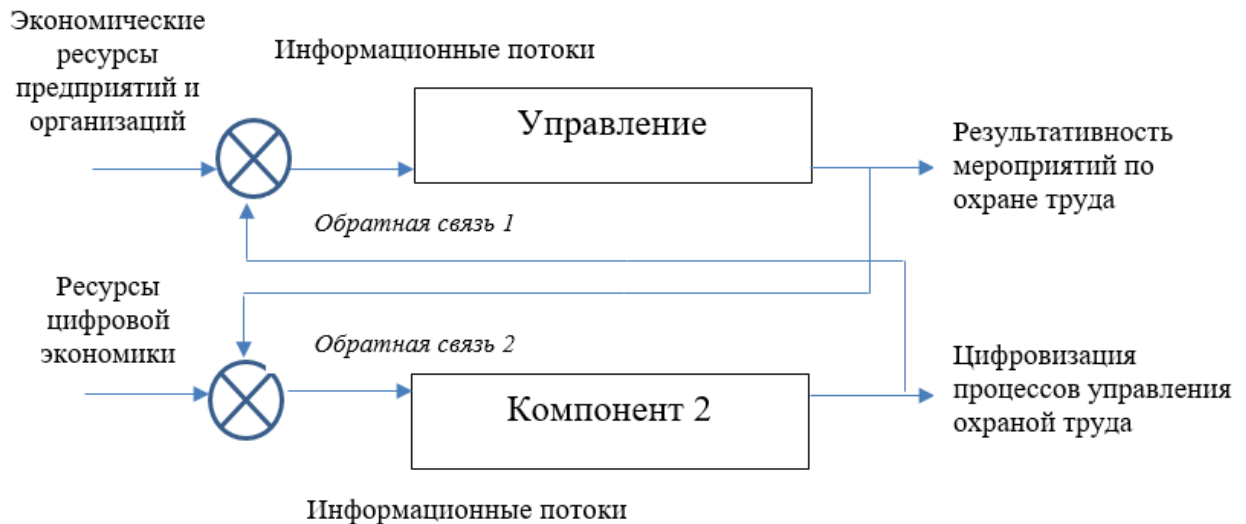 Экономические
ресурсы
предприятий и
организаций
Информационные потоки
Управление
Результативность
мероприятий по
охране труда
Обратная связь 1
Ресурсы
цифровой
экономики
Обратная связь 2
Компонент 2
Цифровизация
процессов управления
охраной труда
Информационные потоки